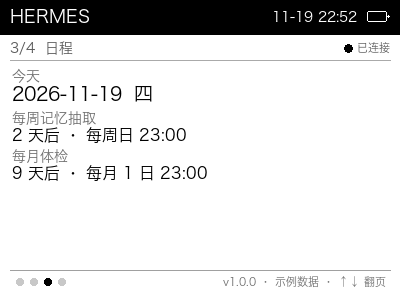 HERMES 11-19 22:52
3/4 日程 已连接
今天
2026-11-19 四
每周记忆抽取
2 天后 · 每周日 23:00
每月体检
9 天后 · 每月 1 日 23:00
v1.0.0 · 示例数据 · ↑↓ 翻页